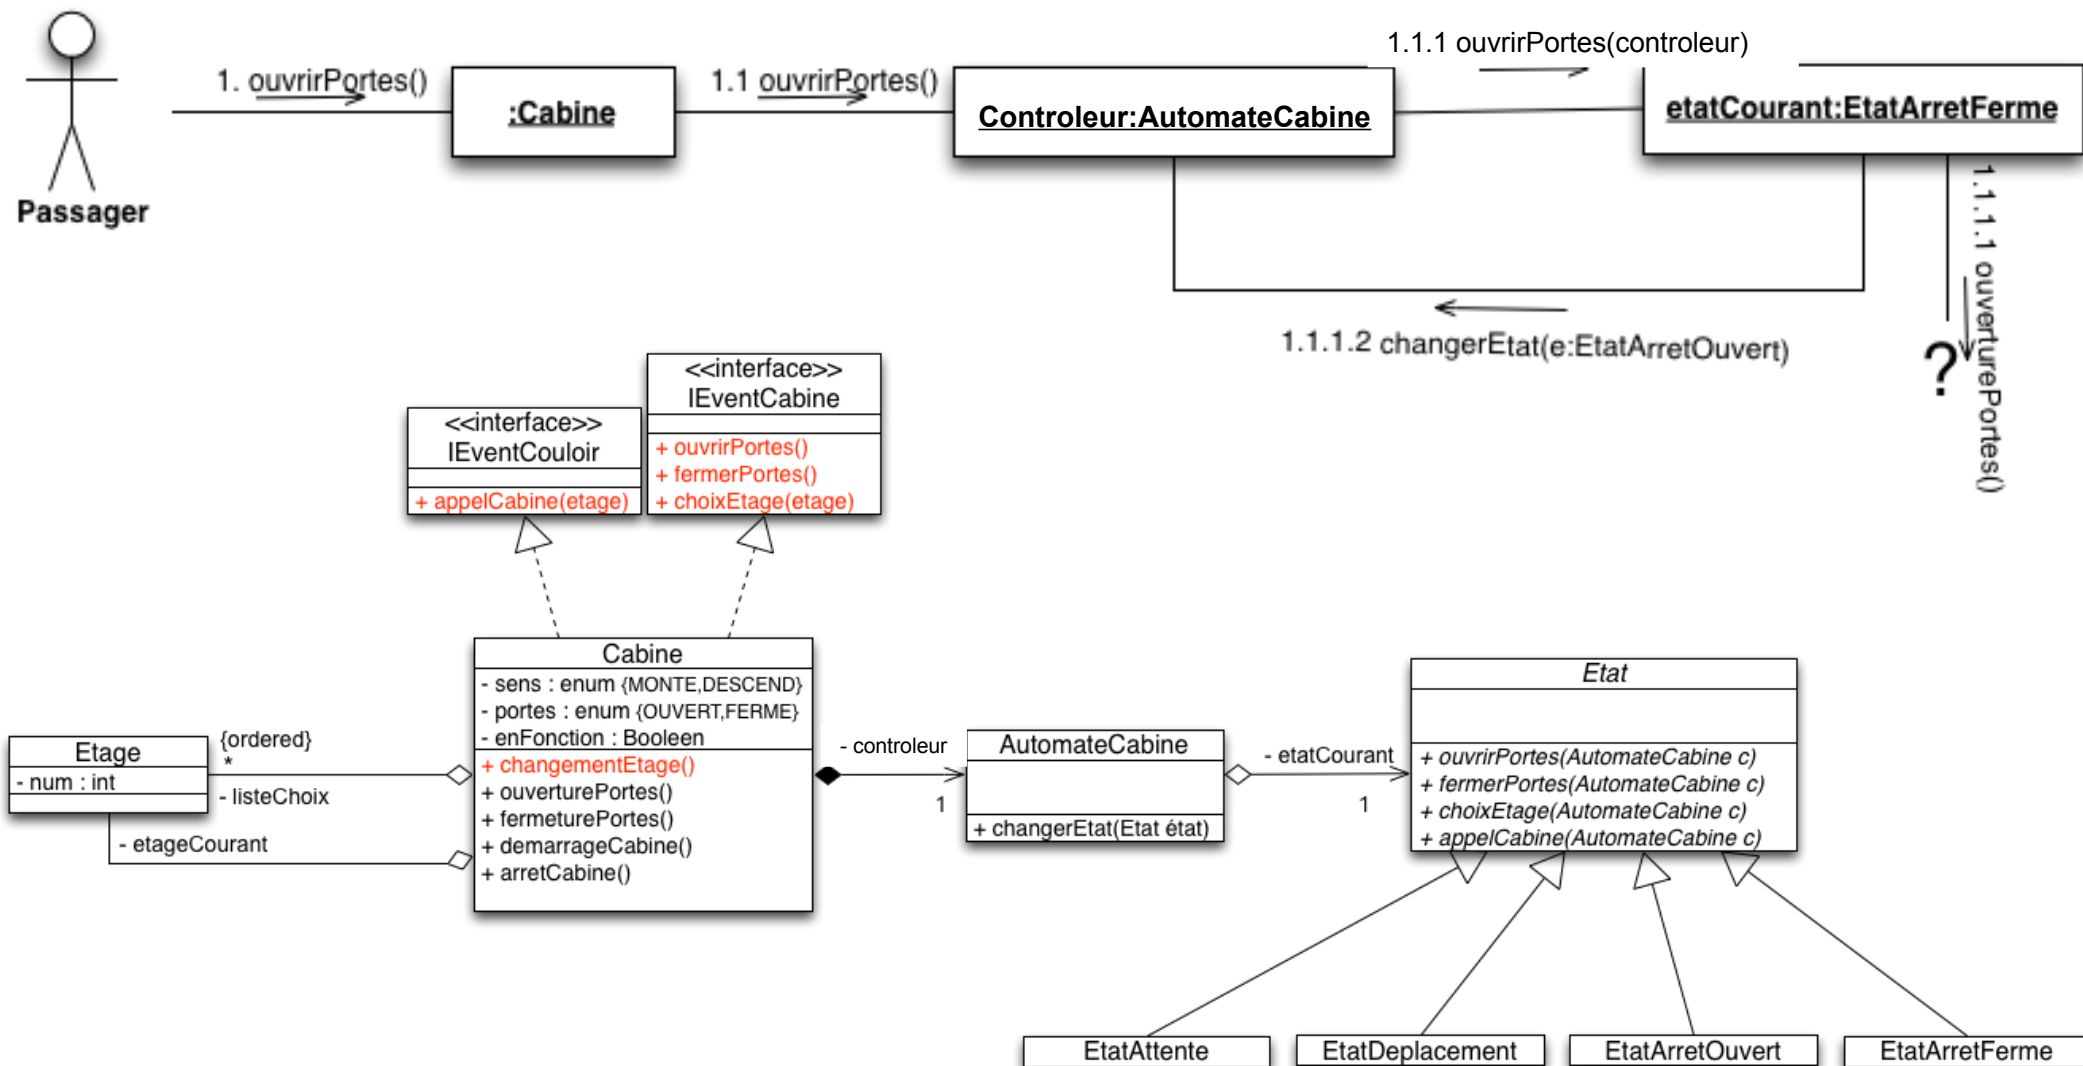 1.1.1 ouvrirPortes(controleur)
1. ouvrirPortes()
1.1 ouvrirPortes()
:Cabine
Controleur:AutomateCabine
etatCourant:EtatArretFerme
Passager
1.1.1.1 ouverturePortes()
1.1.1.2 changerEtat(e:EtatArretOuvert)
?
<<interface>>
IEventCouloir
+ appelCabine(etage)
<<interface>>
IEventCabine
+ ouvrirPortes()
+ fermerPortes()
+ choixEtage(etage)
Etage
- num : int
{ordered}
*
- listeChoix
- etageCourant
Cabine
- sens : enum {MONTE,DESCEND}
- portes : enum {OUVERT,FERME}
- enFonction : Booleen
+ changementEtage()
+ ouverturePortes()
+ fermeturePortes()
+ demarrageCabine()
+ arretCabine()
- controleur
1
AutomateCabine
+ changerEtat(Etat état)
- etatCourant
1
Etat
+ ouvrirPortes(AutomateCabine c)
+ fermerPortes(AutomateCabine c)
+ choixEtage(AutomateCabine c)
+ appelCabine(AutomateCabine c)
EtatAttente
EtatDeplacement
EtatArretOuvert
EtatArretFerme